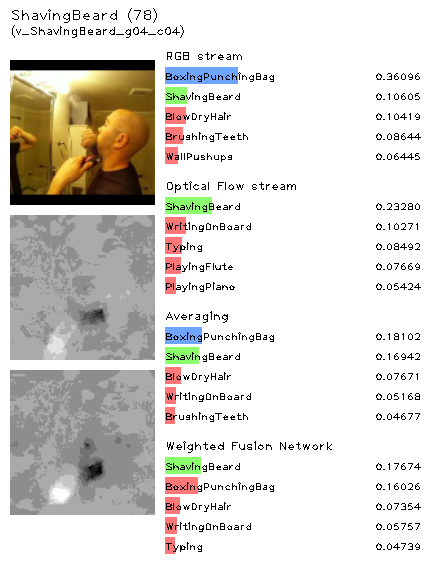 ShavingBeard (78)
(v_ShavingBeard_g04_c04)
RGB stream
BoxingPunchingBag 0.36096
ShavingBeard 0.10605
BlowDryHair 0.10419
BrushingTeeth 0.08644
WallPushups 0.06445
Optical Flow stream
ShavingBeard 0.23280
WritingOnBoard 0.10271
Typing 0.08492
PlayingFlute 0.07669
PlayingPiano 0.05424
Averaging
BoxingPunchingBag 0.18102
ShavingBeard 0.16942
BlowDryHair 0.07671
WritingOnBoard 0.05168
BrushingTeeth 0.04677
Weighted Fusion Network
ShavingBeard 0.17674
BoxingPunchingBag 0.16026
BlowDryHair 0.07354
WritingOnBoard 0.05757
Typing 0.04739